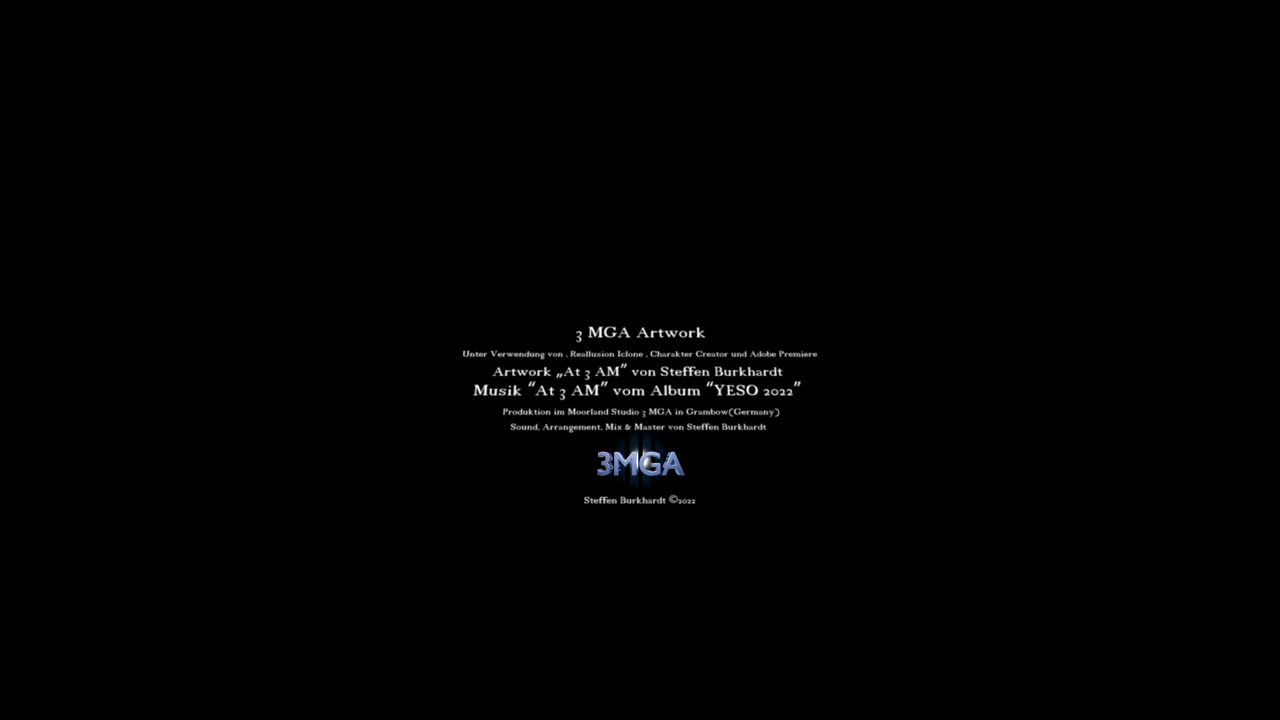 3 MGA Artwork
Unter Verwendung von , Reallusion Iclone , Charakter Creator und Adobe Premiere
Artwork „At 3 AM” von Steffen Burkhardt
Musik “At 3 AM” vom Album “YESO 2022”
Produktion im Moorland Studio 3 MGA in Grambow(Germany)
Sound, Arrangement, Mix & Master von Steffen Burkhardt
3MGA
Steffen Burkhardt ©2022